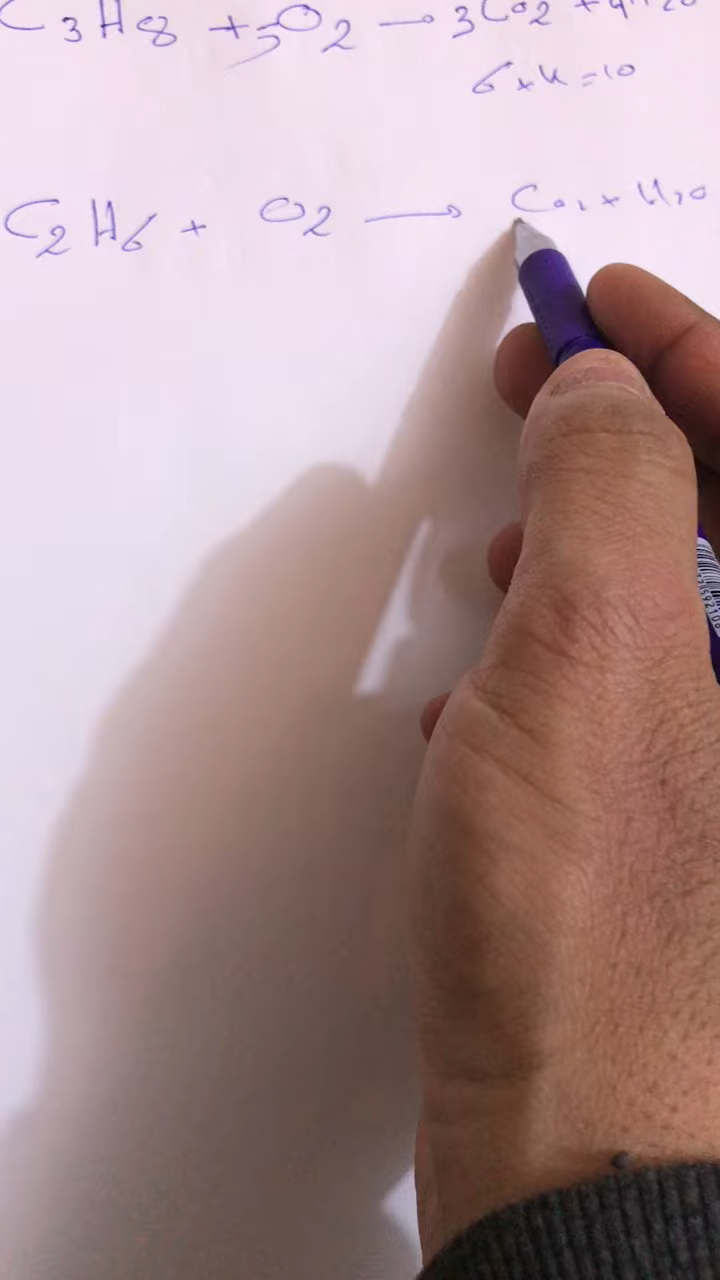 C3H8 + 5O2 → 3CO2 + 4H2O
6+4=10
C2H6 + O2 → CO2 + H2O